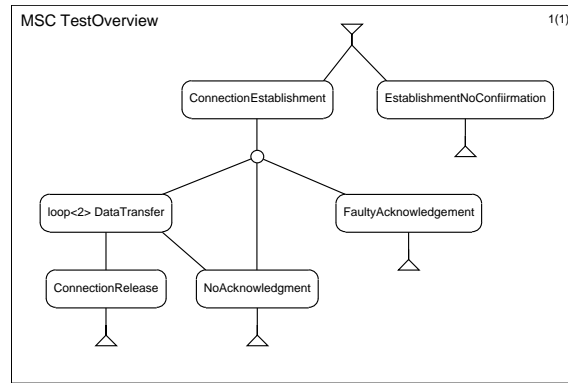 MSC TestOverview
1(1)
ConnectionEstablishment
EstablishmentNoConfiirmation
loop<2> DataTransfer
FaultyAcknowledgement
ConnectionRelease
NoAcknowledgment